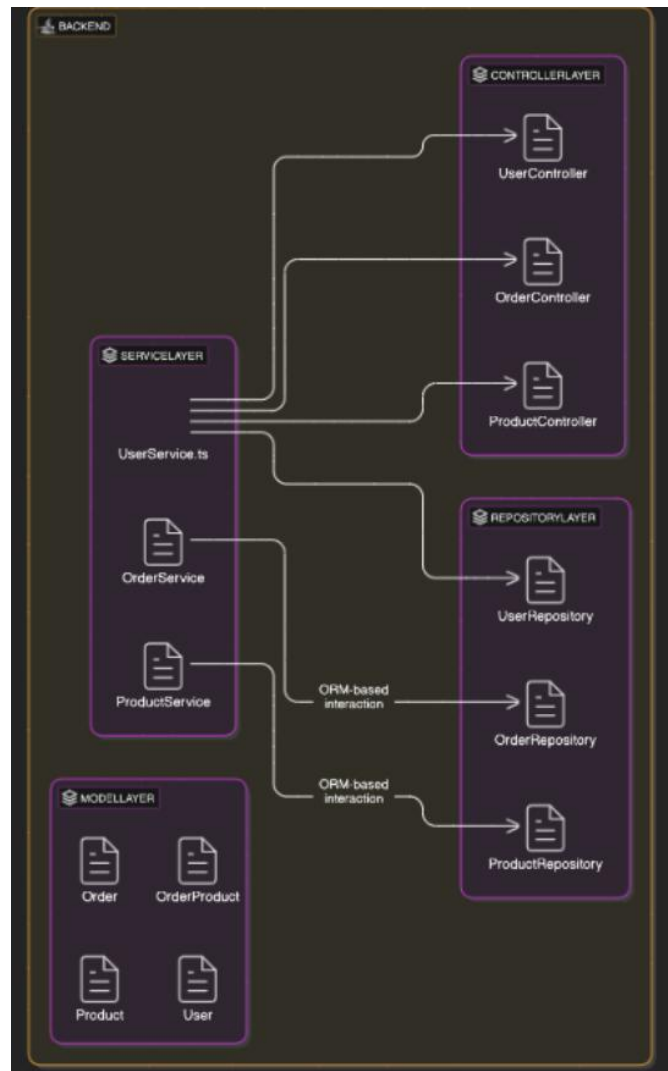 BACKEND
CONTROLLERLAYER
UserController
OrderController
ProductController
SERVICELAYER
UserService.ts
OrderService
ProductService
REPOSITORYLAYER
UserRepository
ORM-based
interaction
OrderRepository
ORM-based
interaction
ProductRepository
MODELLAYER
Order
OrderProduct
Product
User